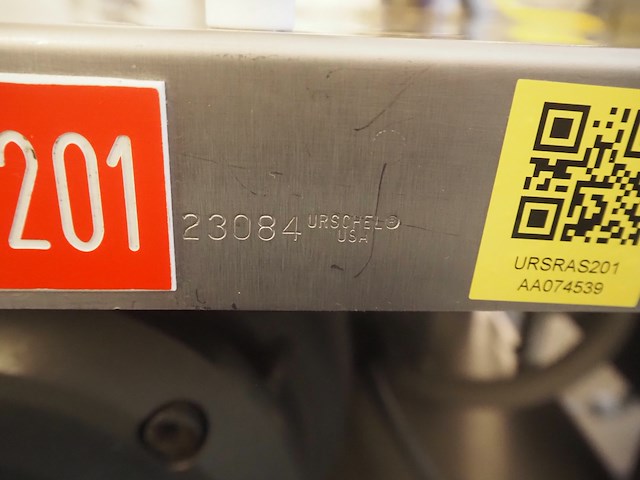 201
23084 URSCHEL®
USA
URSRAS201
AA074539